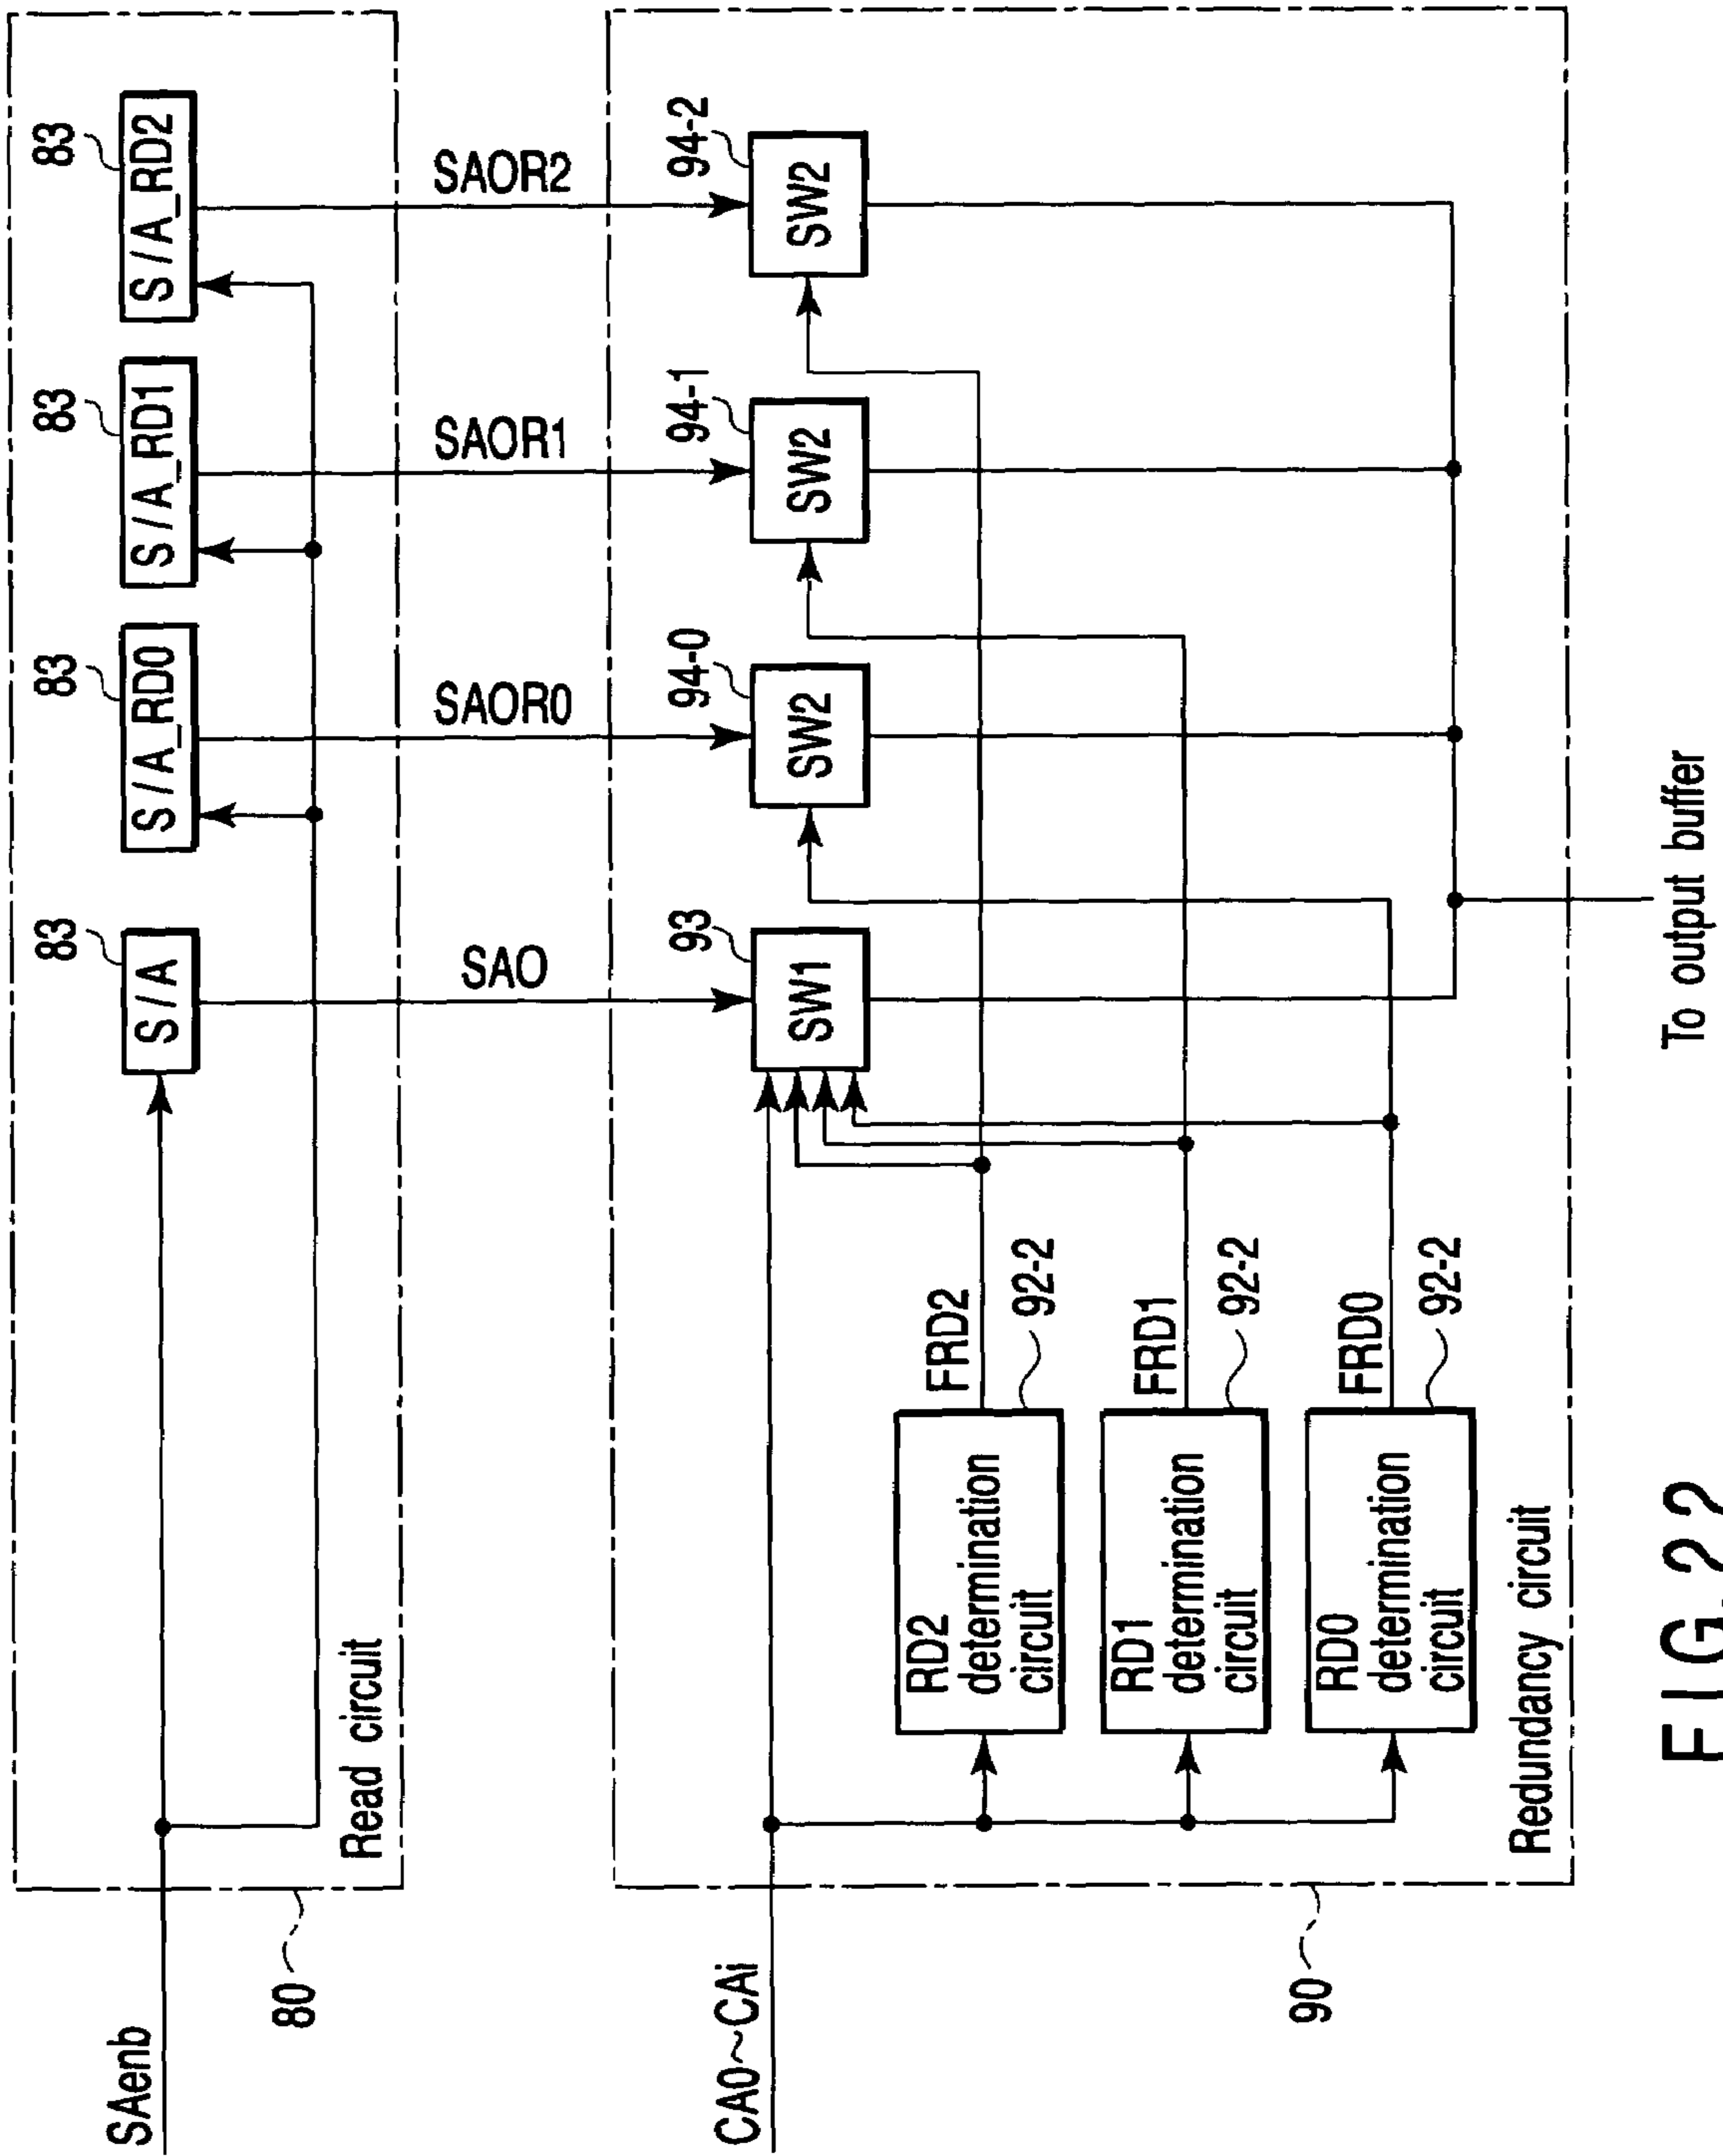 SAenb
80
Read circuit
83
S/A
83
S/A_RD0
83
S/A_RD1
83
S/A_RD2
SAO
SAOR0
SAOR1
SAOR2
CA0~CAi
90
Redundancy circuit
93
SW1
94-0
SW2
94-1
SW2
94-2
SW2
RD2
determination
circuit
FRD2
92-2
RD1
determination
circuit
FRD1
92-2
RD0
determination
circuit
FRD0
92-2
To output buffer
FIG. 22